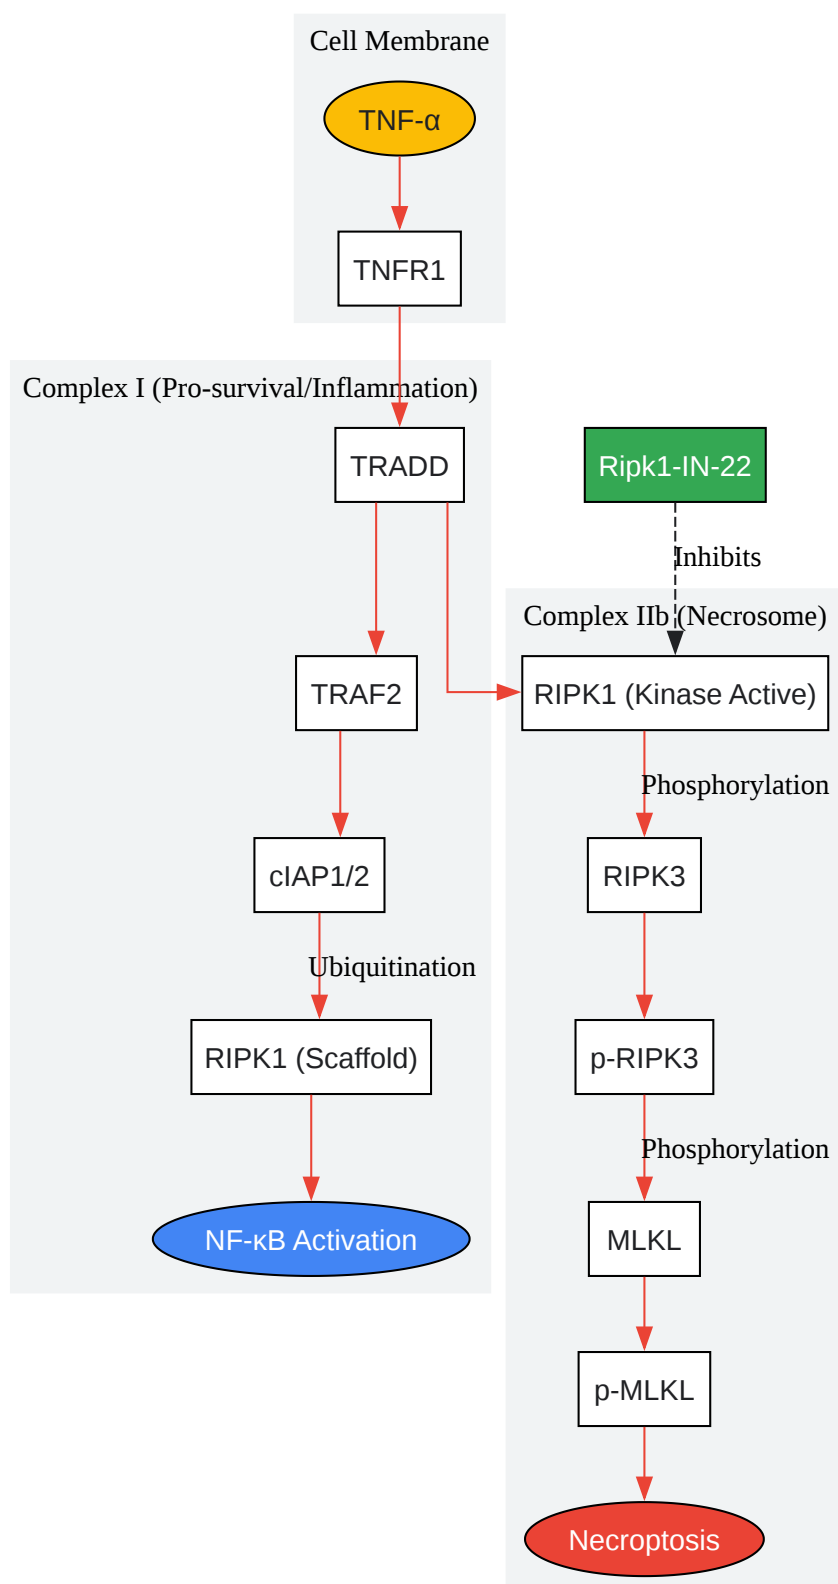 Cell Membrane
TNF-α
TNFR1
Complex I (Pro-survival/Inflammation)
TRADD
Ripk1-IN-22
Inhibits
Complex IIb (Necrosome)
TRAF2
RIPK1 (Kinase Active)
Phosphorylation
cIAP1/2
RIPK3
Ubiquitination
RIPK1 (Scaffold)
p-RIPK3
Phosphorylation
NF-κB Activation
MLKL
p-MLKL
Necroptosis